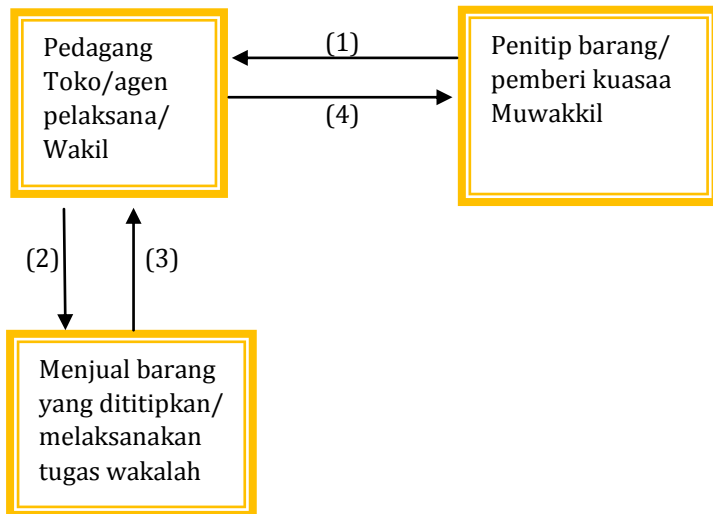 Pedagang
Toko/agen
pelaksana/
Wakil
(1)
(4)
Penitip barang/
pemberi kuasaa
Muwakkil
(2)
(3)
Menjual barang
yang dititipkan/
melaksanakan
tugas wakalah